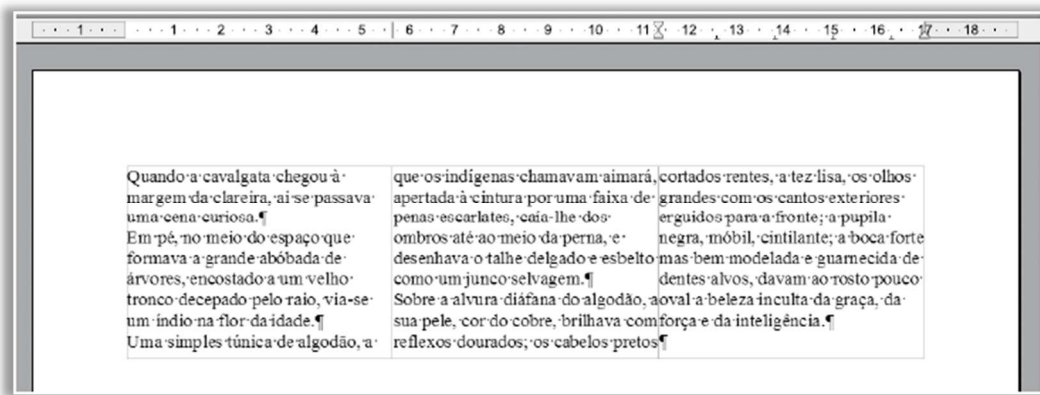 1 1 2 3 4 5 6 7 8 9 10 11 12 13 14 15 16 17 18
Quando a cavalgata chegou à
margem da clareira, ai se passava
uma cena curiosa.¶
Em pé, no meio do espaço que
formava a grande abóbada de
árvores, encostado a um velho
tronco decepado pelo raio, via-se
um índio na flor da idade.¶
Uma simples túnica de algodão, a
que os indígenas chamavam aimará,
apertada à cintura por uma faixa de
penas escarlates, caía-lhe dos
ombros até ao meio da perna, e
desenhava o talhe delgado e esbelto
como um junco selvagem.¶
Sobre a alvura diáfana do algodão, a
sua pele, cor do cobre, brilhava com
reflexos dourados; os cabelos pretos
cortados rentes, a tez lisa, os olhos
grandes com os cantos exteriores
erguidos para a fronte; a pupila
negra, móbil, cintilante; a boca forte
mas bem modelada e guarnecida de
dentes alvos, davam ao rosto pouco
oval a beleza inculta da graça, da
força e da inteligência.¶
¶